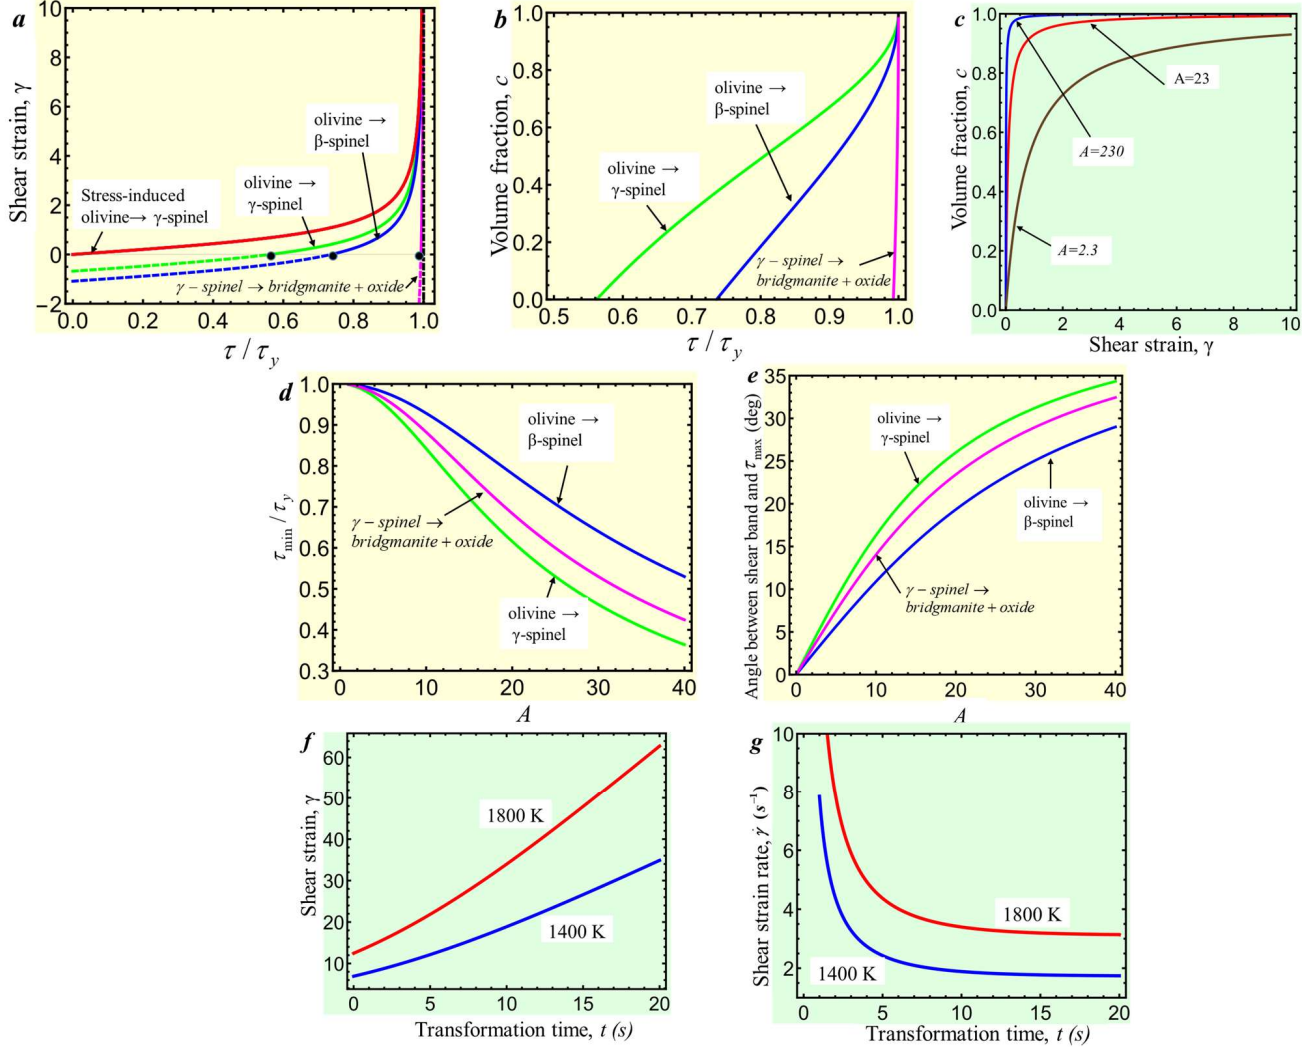 a
Shear strain, γ
10
8
6
4
2
0
−2
Stress-induced
olivine→ γ-spinel
olivine →
γ-spinel
olivine →
β-spinel
γ − spinel → bridgmanite + oxide
0.0 0.2 0.4 0.6 0.8 1.0
τ / τy
b
Volume fraction, c
1.0
0.8
0.6
0.4
0.2
0.0
olivine →
β-spinel
olivine →
γ-spinel
γ − spinel →
bridgmanite + oxide
0.5 0.6 0.7 0.8 0.9 1.0
τ / τy
c
Volume fraction, c
1.0
0.8
0.6
0.4
0.2
0.0
A=23
A=230
A=2.3
0 2 4 6 8 10
Shear strain, γ
d
τmin / τy
1.0
0.9
0.8
0.7
0.6
0.5
0.4
0.3
olivine →
β-spinel
γ − spinel →
bridgmanite + oxide
olivine →
γ-spinel
0 10 20 30 40
A
e
Angle between shear band and τmax (deg)
35
30
25
20
15
10
5
0
olivine →
γ-spinel
olivine →
β-spinel
γ − spinel →
bridgmanite + oxide
0 10 20 30 40
A
f
Shear strain, γ
60
50
40
30
20
10
1800 K
1400 K
0 5 10 15 20
Transformation time, t (s)
g
Shear strain rate, γ̇ (s⁻¹)
10
8
6
4
2
1800 K
1400 K
0 5 10 15 20
Transformation time, t (s)